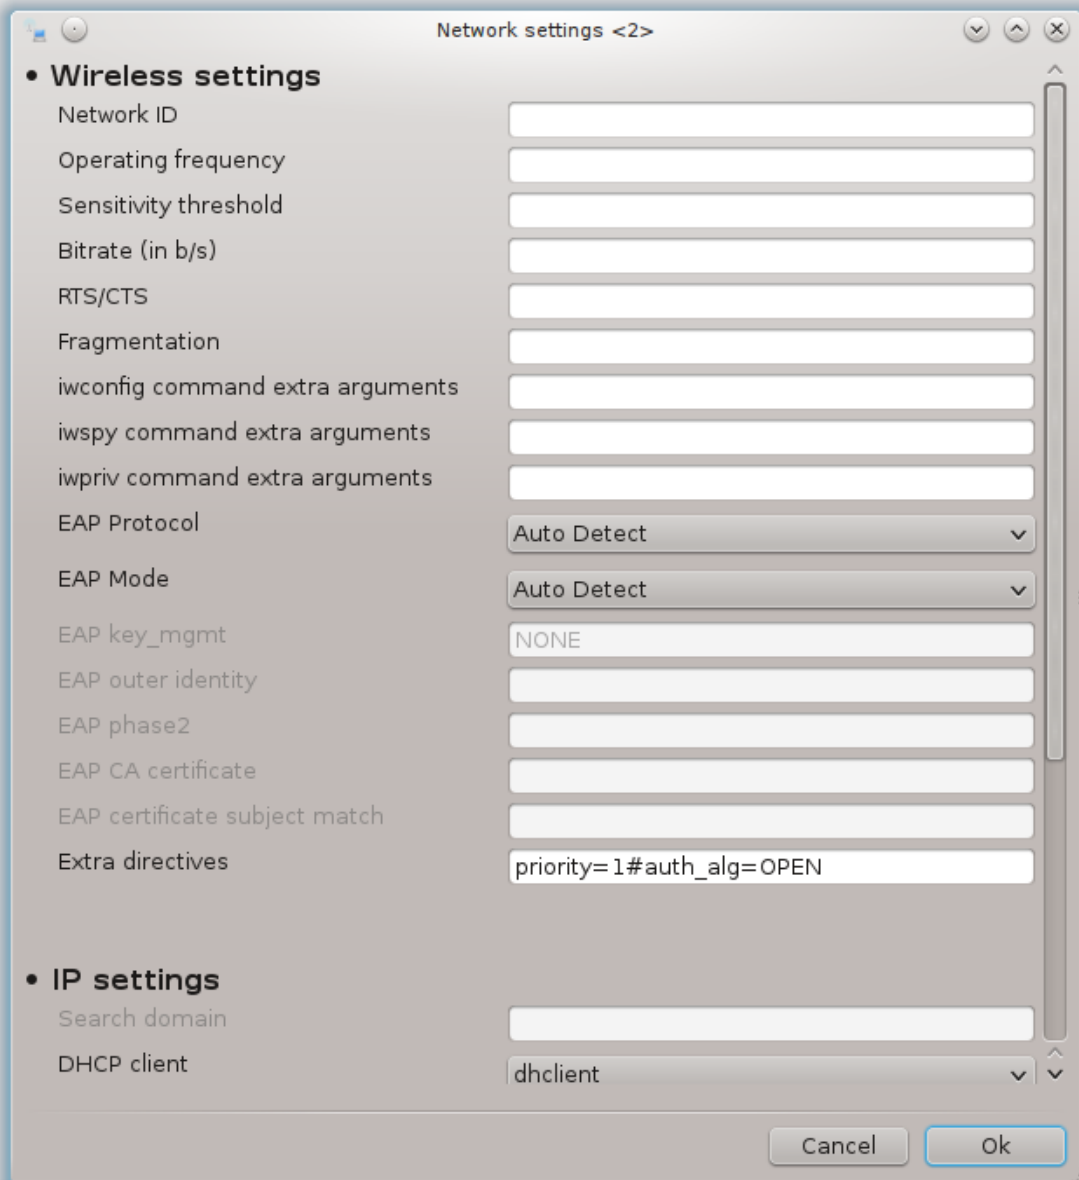 Network settings <2>
• Wireless settings
Network ID
Operating frequency
Sensitivity threshold
Bitrate (in b/s)
RTS/CTS
Fragmentation
iwconfig command extra arguments
iwspy command extra arguments
iwpriv command extra arguments
EAP Protocol Auto Detect
EAP Mode Auto Detect
EAP key_mgmt NONE
EAP outer identity
EAP phase2
EAP CA certificate
EAP certificate subject match
Extra directives priority=1#auth_alg=OPEN
• IP settings
Search domain
DHCP client dhclient
Cancel Ok